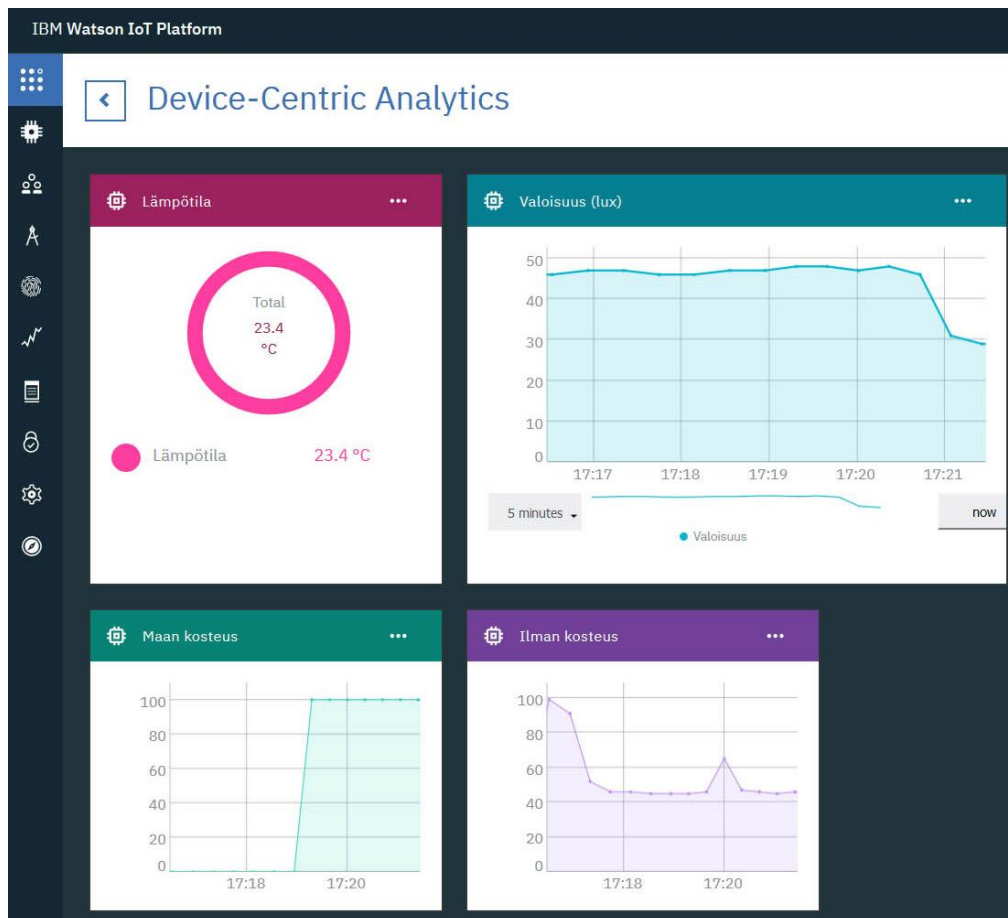 IBM Watson IoT Platform
Device-Centric Analytics
Lämpötila
Total
23.4
°C
Lämpötila 23.4 °C
Valoisuus (lux)
50
40
30
20
10
0
17:17 17:18 17:19 17:20 17:21
5 minutes
now
Valoisuus
Maan kosteus
100
80
60
40
20
0
17:18 17:20
Ilman kosteus
100
80
60
40
20
0
17:18 17:20